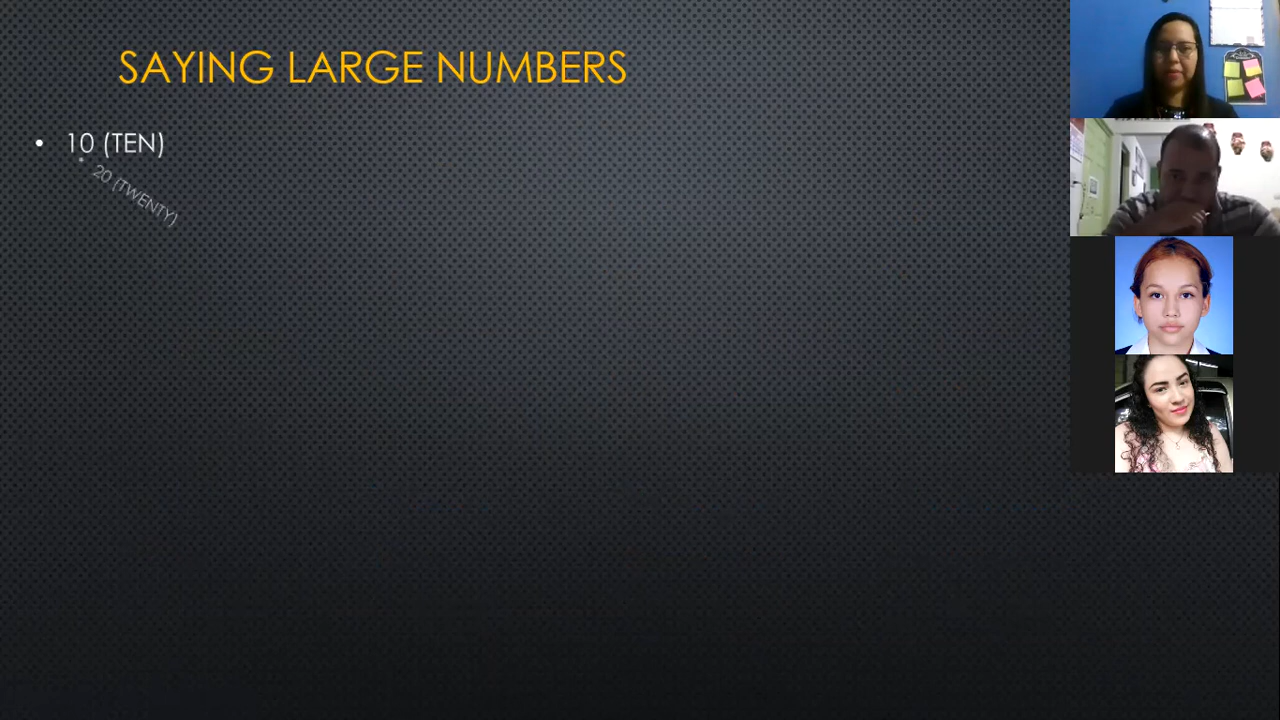 SAYING LARGE NUMBERS
• 10 (TEN)
• 20 (TWENTY)